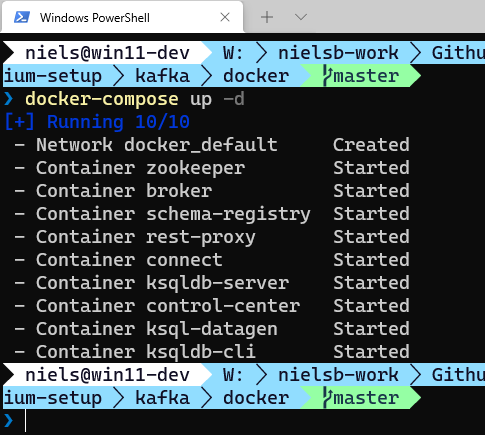 Windows PowerShell
niels@win11-dev W: nielsb-work Githu
ium-setup kafka docker master
❯ docker-compose up -d
[+] Running 10/10
- Network docker_default Created
- Container zookeeper Started
- Container broker Started
- Container schema-registry Started
- Container rest-proxy Started
- Container connect Started
- Container ksqldb-server Started
- Container control-center Started
- Container ksql-datagen Started
- Container ksqldb-cli Started
niels@win11-dev W: nielsb-work Githu
ium-setup kafka docker master
❯